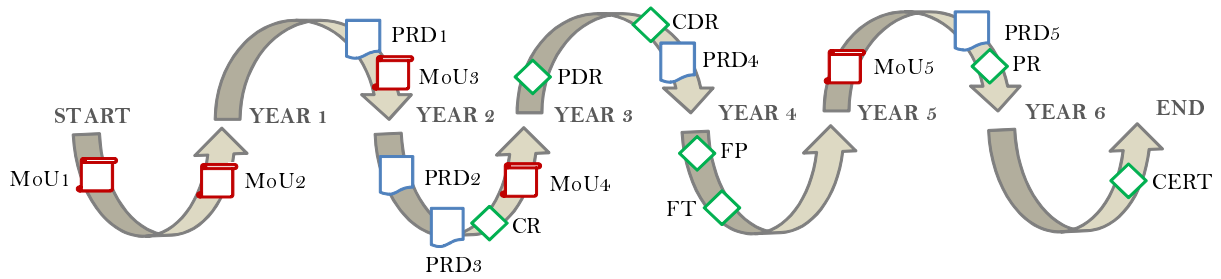 START
MoU1
MoU2
YEAR 1
PRD1
MoU3
YEAR 2
PRD2
PRD3
CR
MoU4
YEAR 3
PDR
CDR
PRD4
YEAR 4
FP
FT
YEAR 5
MoU5
PRD5
PR
YEAR 6
CERT
END